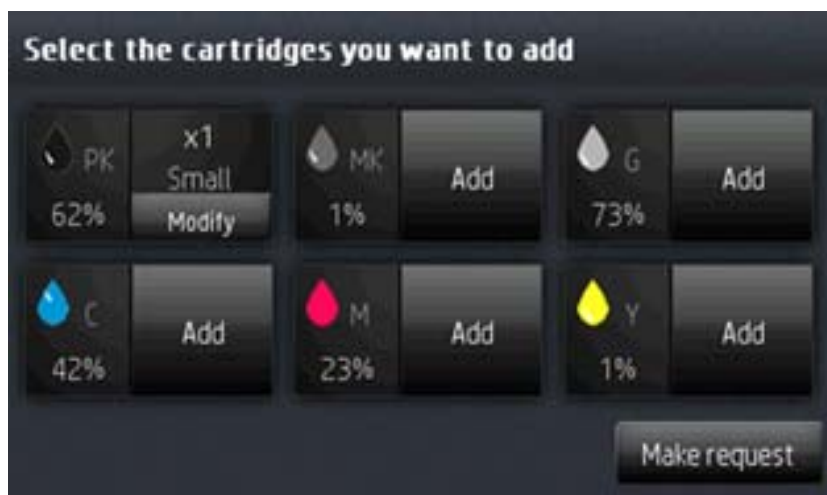 Select the cartridges you want to add
PK
62%
x1
Small
Modify
MK
1%
Add
G
73%
Add
C
42%
Add
M
23%
Add
Y
1%
Add
Make request